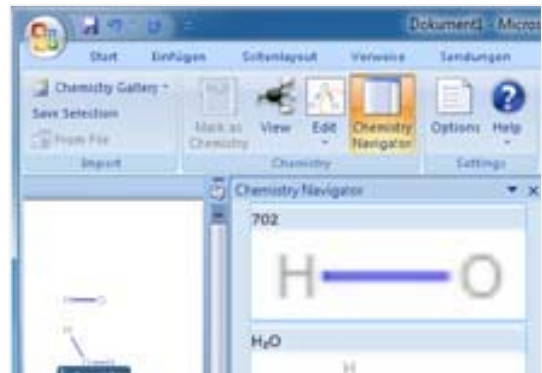 Dokument1 - Micros
Start Einfügen Seitenlayout Verweise Sendungen
Chemistry Gallery
Save Selection
From File
Mark as Chemistry
View
Edit
Chemistry Navigator
Options
Help
Import Chemistry Settings
Chemistry Navigator
702
H O
H₂O
H
H O
H